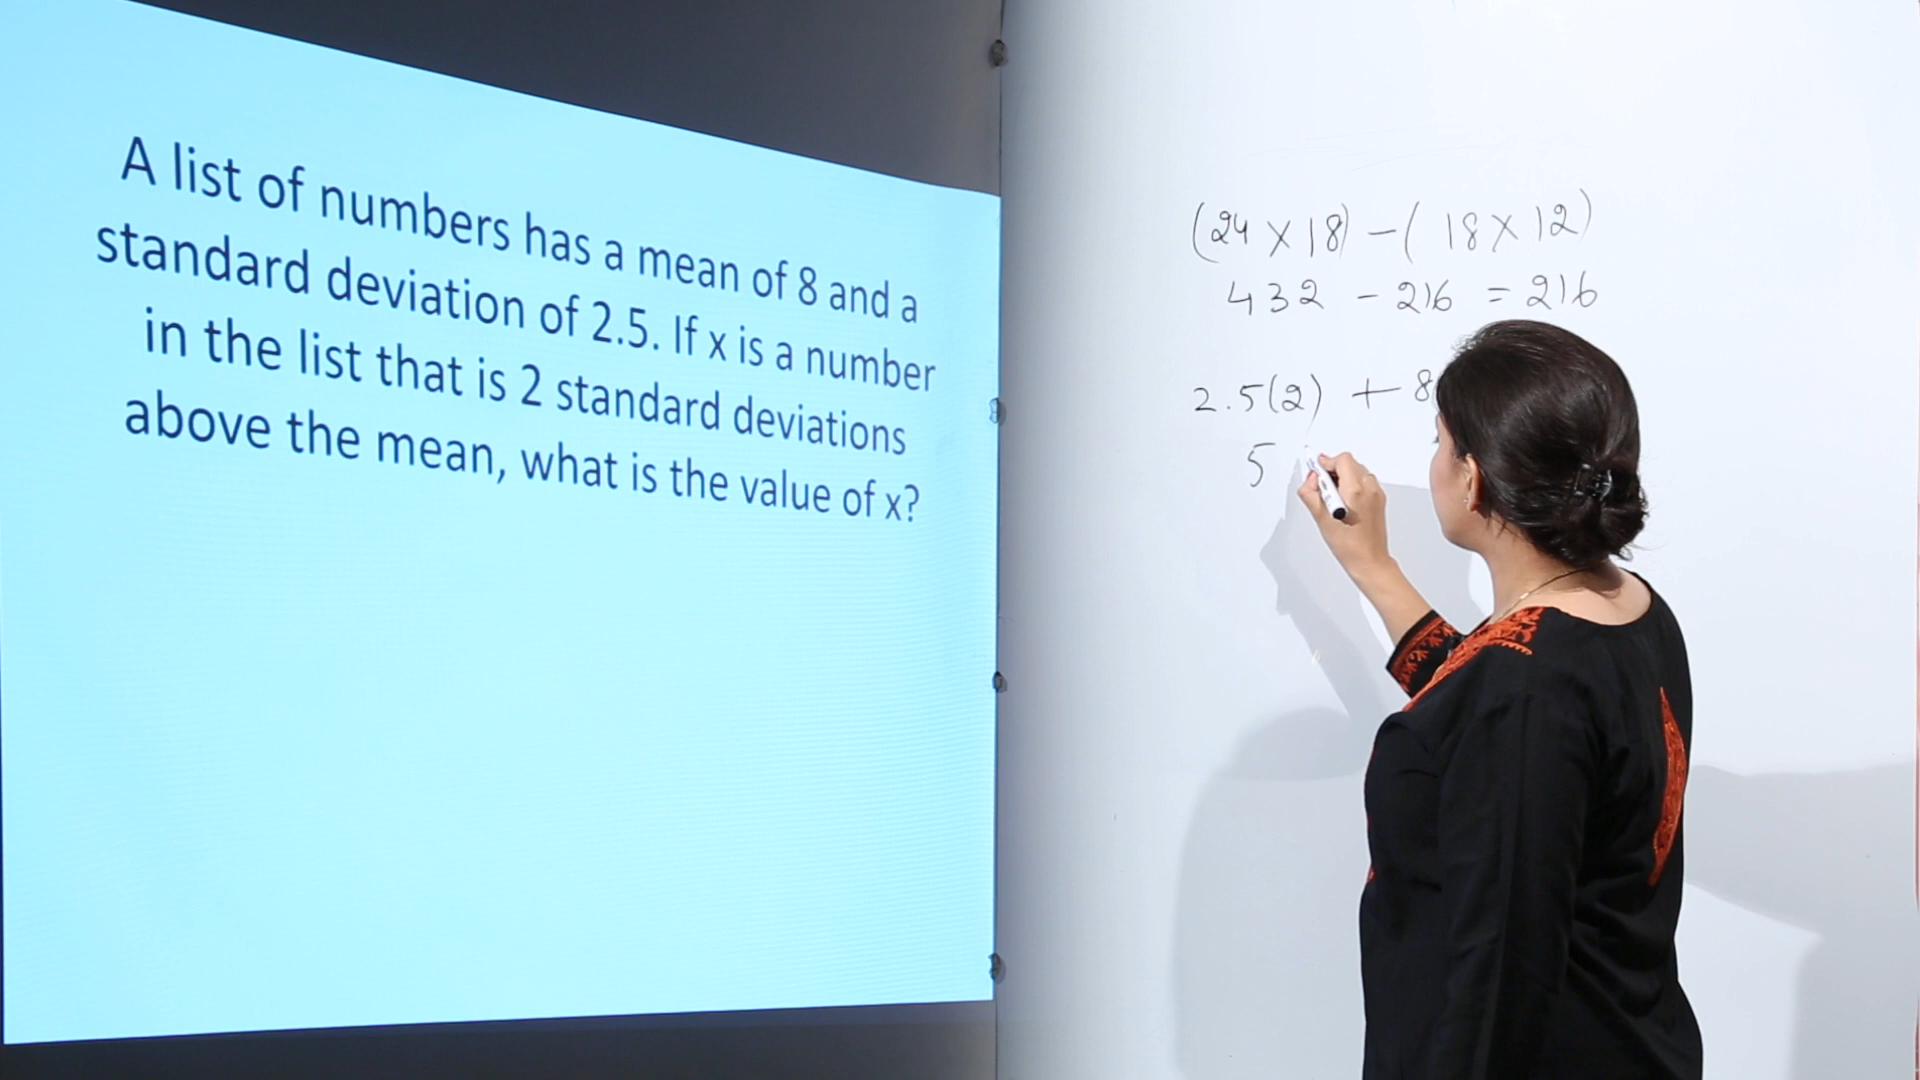 A list of numbers has a mean of 8 and a
standard deviation of 2.5. If x is a number
in the list that is 2 standard deviations
above the mean, what is the value of x?
(24 X 18) - ( 18 X 12)
432 - 216 = 216
2.5(2) + 8
5